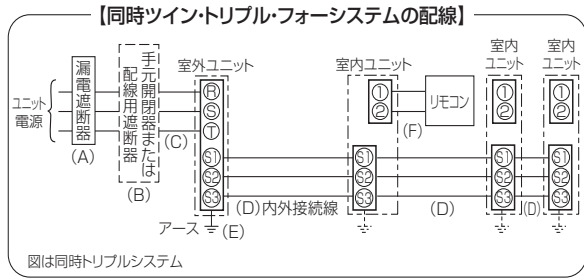 【同時ツイン・トリプル・フォーシステムの配線】
ユニット
電源
漏電遮断器
(A)
手元開閉器または
配線用遮断器
(B)
(C)
室外ユニット
R
S
T
S1
S2
S3
アース
(E)
(D)内外接続線
室内ユニット
①
②
(F)
リモコン
S1
S2
S3
(D)
室内
ユニット
①
②
S1
S2
S3
(D)
室内
ユニット
①
②
S1
S2
S3
図は同時トリプルシステム